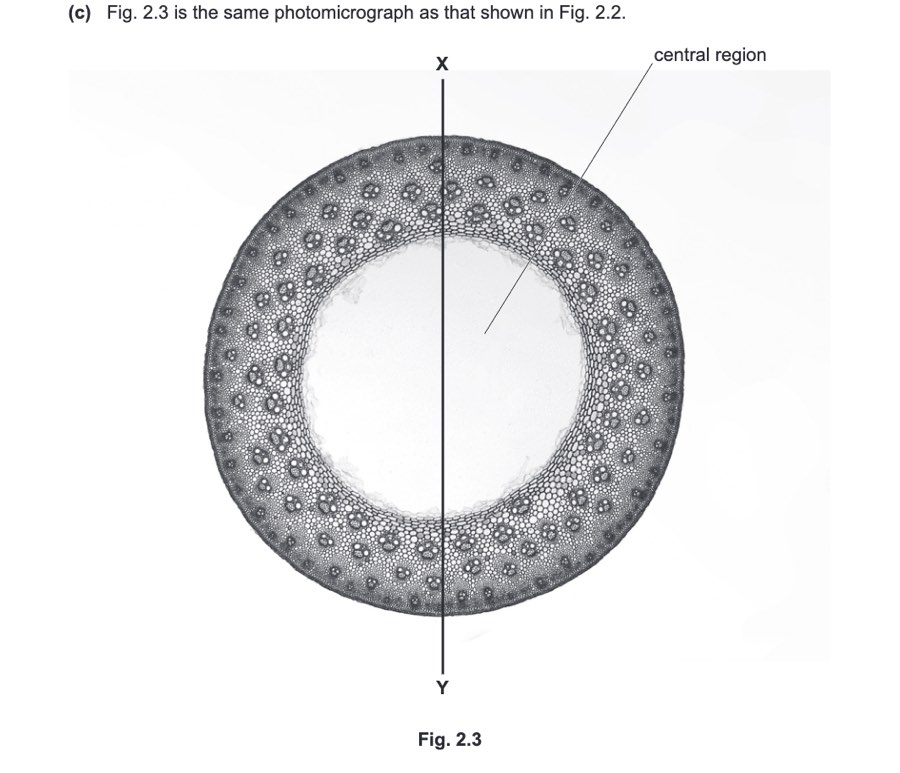 (c) Fig. 2.3 is the same photomicrograph as that shown in Fig. 2.2.
X
central region
Y
Fig. 2.3